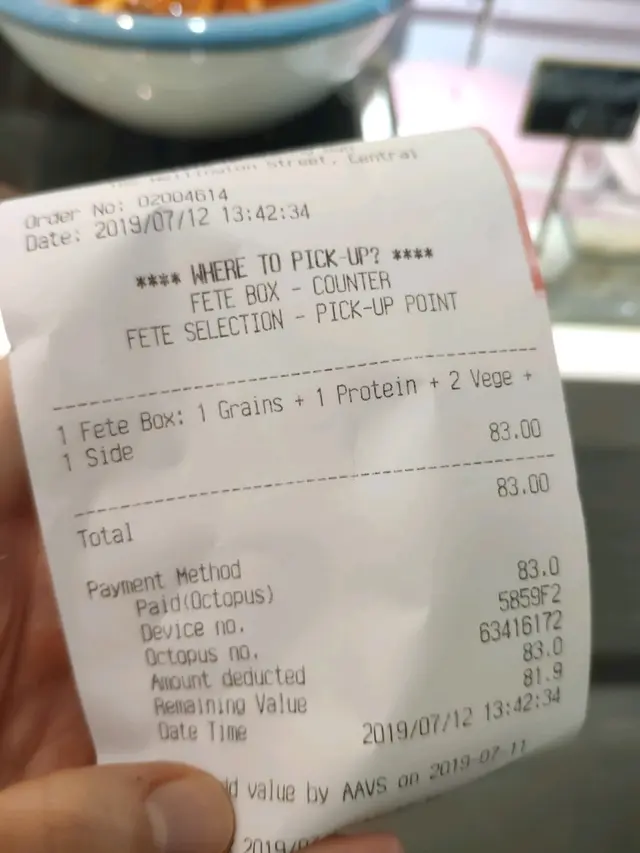 Wellington Street, Central
Order No: 02004614
Date: 2019/07/12 13:42:34
**** WHERE TO PICK-UP? ****
FETE BOX - COUNTER
FETE SELECTION - PICK-UP POINT
1 Fete Box: 1 Grains + 1 Protein + 2 Vege +
1 Side 83.00
Total 83.00
Payment Method
Paid(Octopus) 83.0
Device no. 5859F2
Octopus no. 63416172
Amount deducted 83.0
Remaining Value 81.9
Date Time 2019/07/12 13:42:34
value by AAVS on 2019-07-11